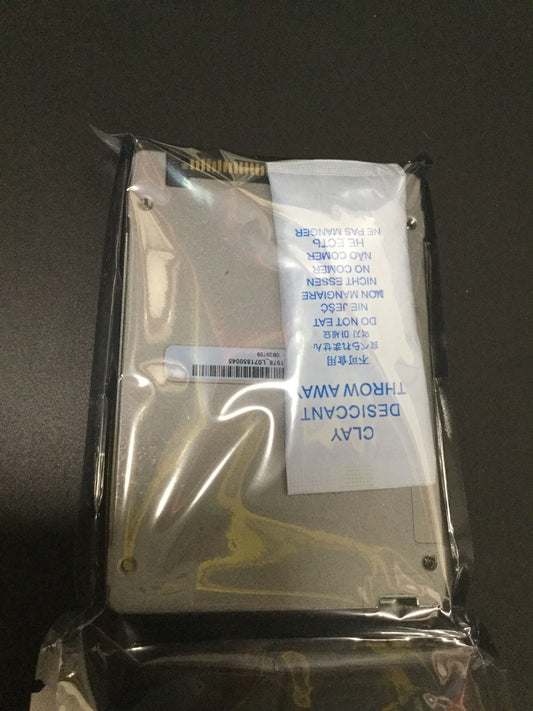 CLAY
DESICCANT
THROW AWAY
不可食用
食べられません
먹지 마세요
DO NOT EAT
NIE JEŚĆ
NON MANGIARE
NICHT ESSEN
NO COMER
NÃO COMER
НЕ ЕСТЬ
NE PAS MANGER